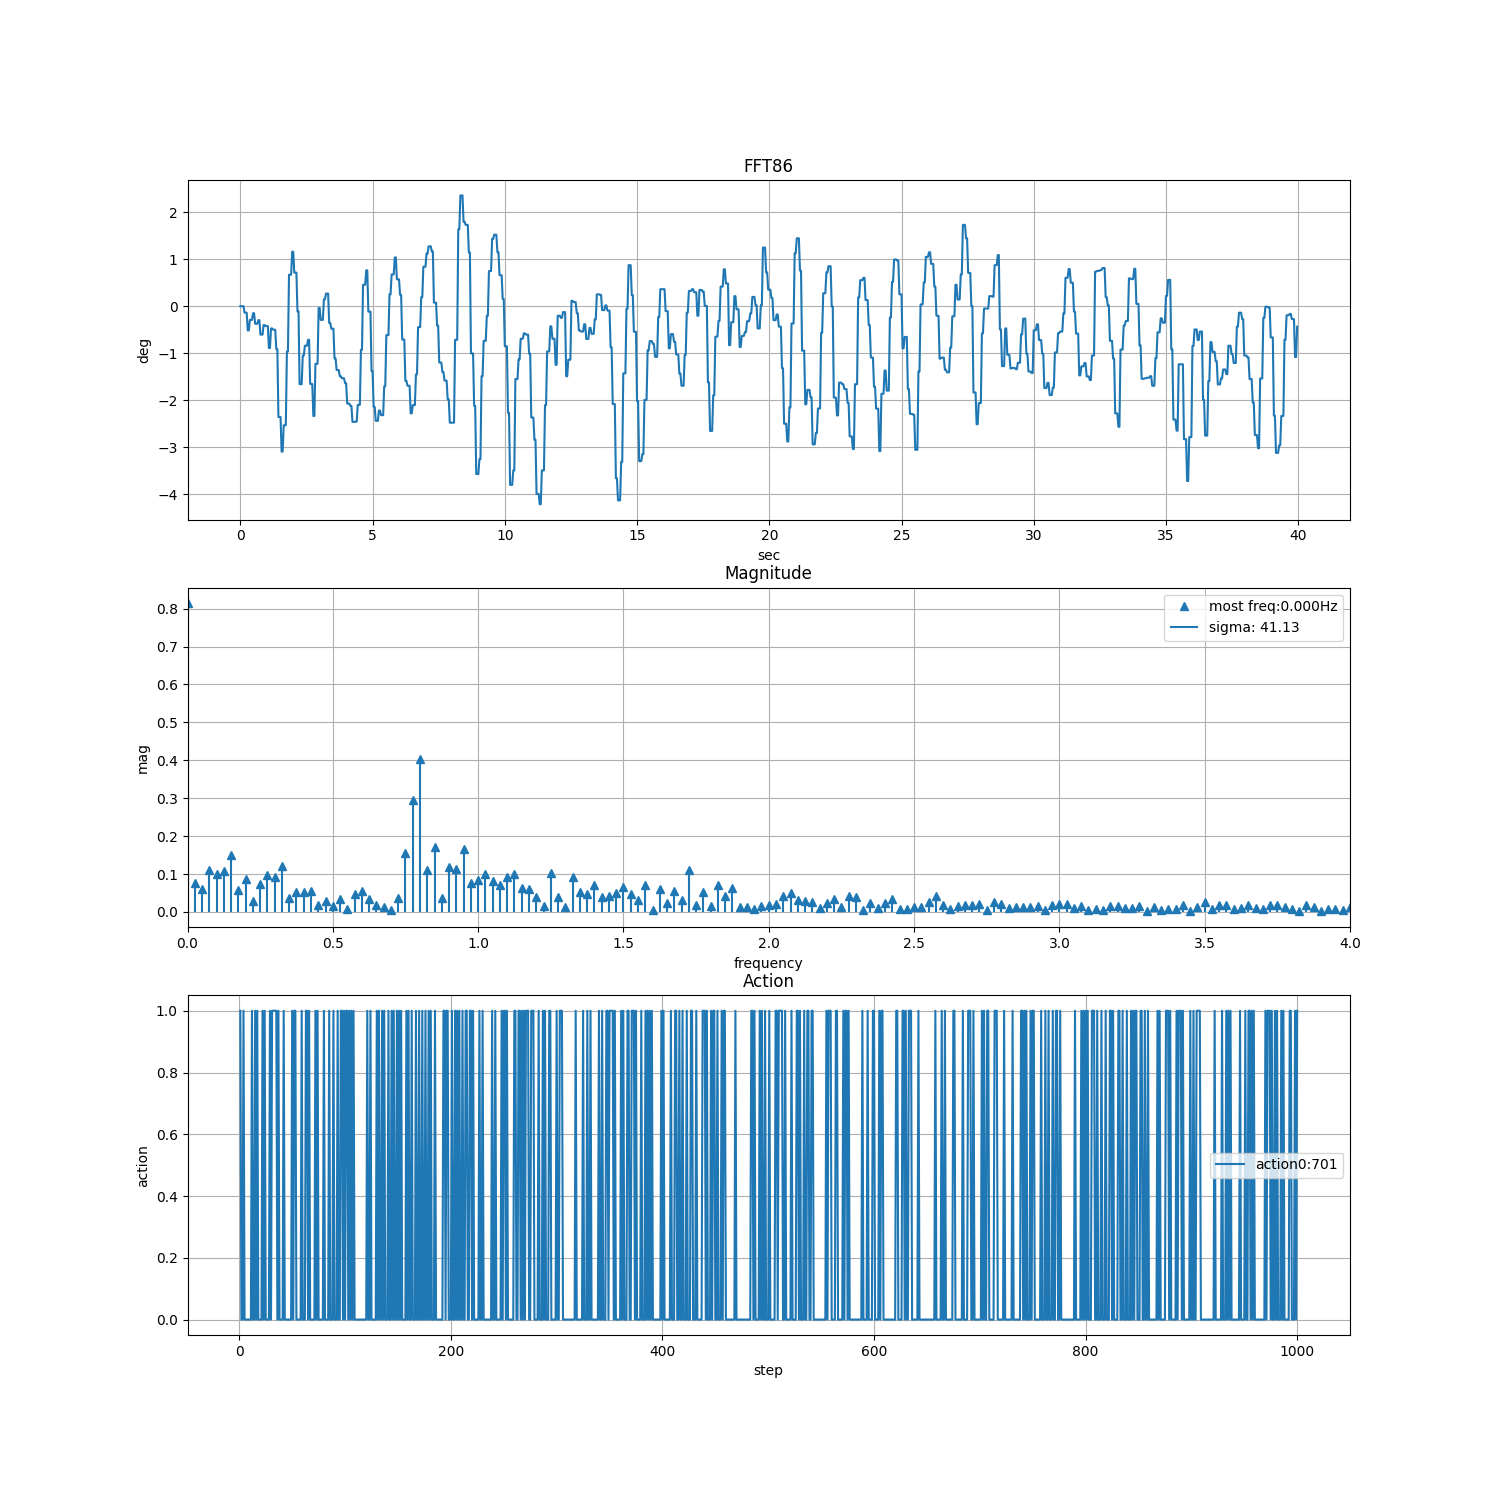 FFT86
2
1
0
−1
−2
−3
−4
deg
0 5 10 15 20 25 30 35 40
sec
Magnitude
0.8
0.7
0.6
0.5
0.4
0.3
0.2
0.1
0.0
mag
most freq:0.000Hz
sigma: 41.13
0.0 0.5 1.0 1.5 2.0 2.5 3.0 3.5 4.0
frequency
Action
1.0
0.8
0.6
0.4
0.2
0.0
action
action0:701
0 200 400 600 800 1000
step